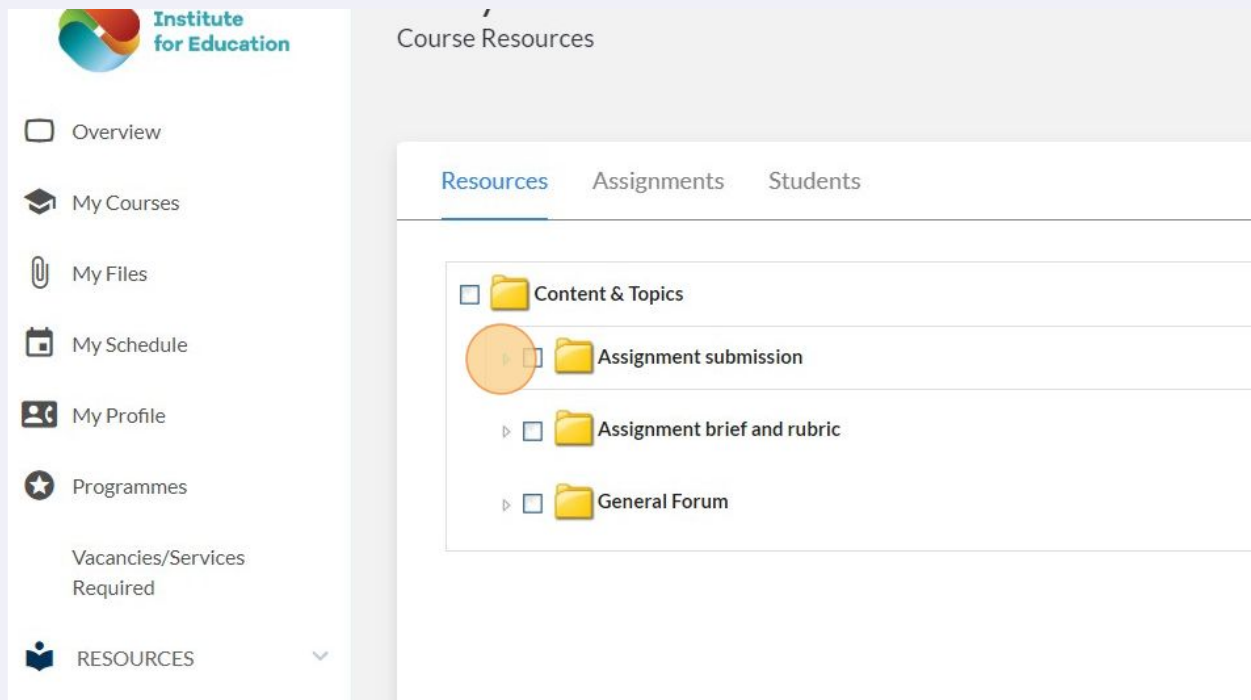 Institute
for Education
Overview
My Courses
My Files
My Schedule
My Profile
Programmes
Vacancies/Services
Required
RESOURCES
Course Resources
Resources Assignments Students
Content & Topics
Assignment submission
Assignment brief and rubric
General Forum